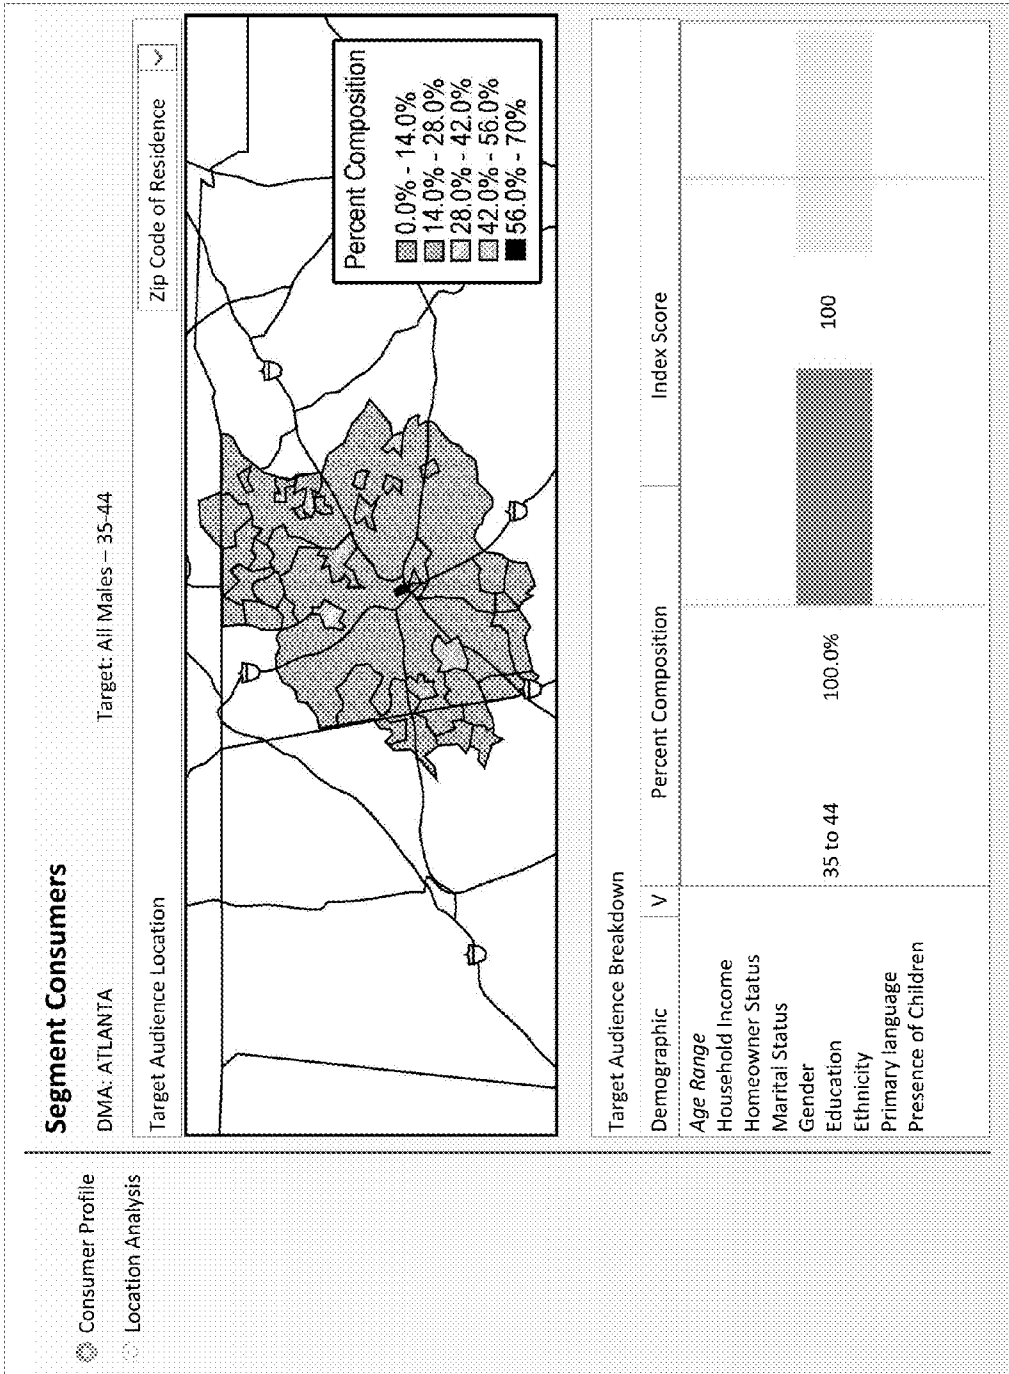 Consumer Profile
Location Analysis
Segment Consumers
DMA: ATLANTA
Target: All Males – 35-44
Target Audience Location
Zip Code of Residence
Percent Composition
0.0% - 14.0%
14.0% - 28.0%
28.0% - 42.0%
42.0% - 56.0%
56.0% - 70%
Target Audience Breakdown
Demographic V Percent Composition Index Score
Age Range
Household Income
Homeowner Status
Marital Status
Gender
Education 35 to 44 100.0% 100
Ethnicity
Primary language
Presence of Children